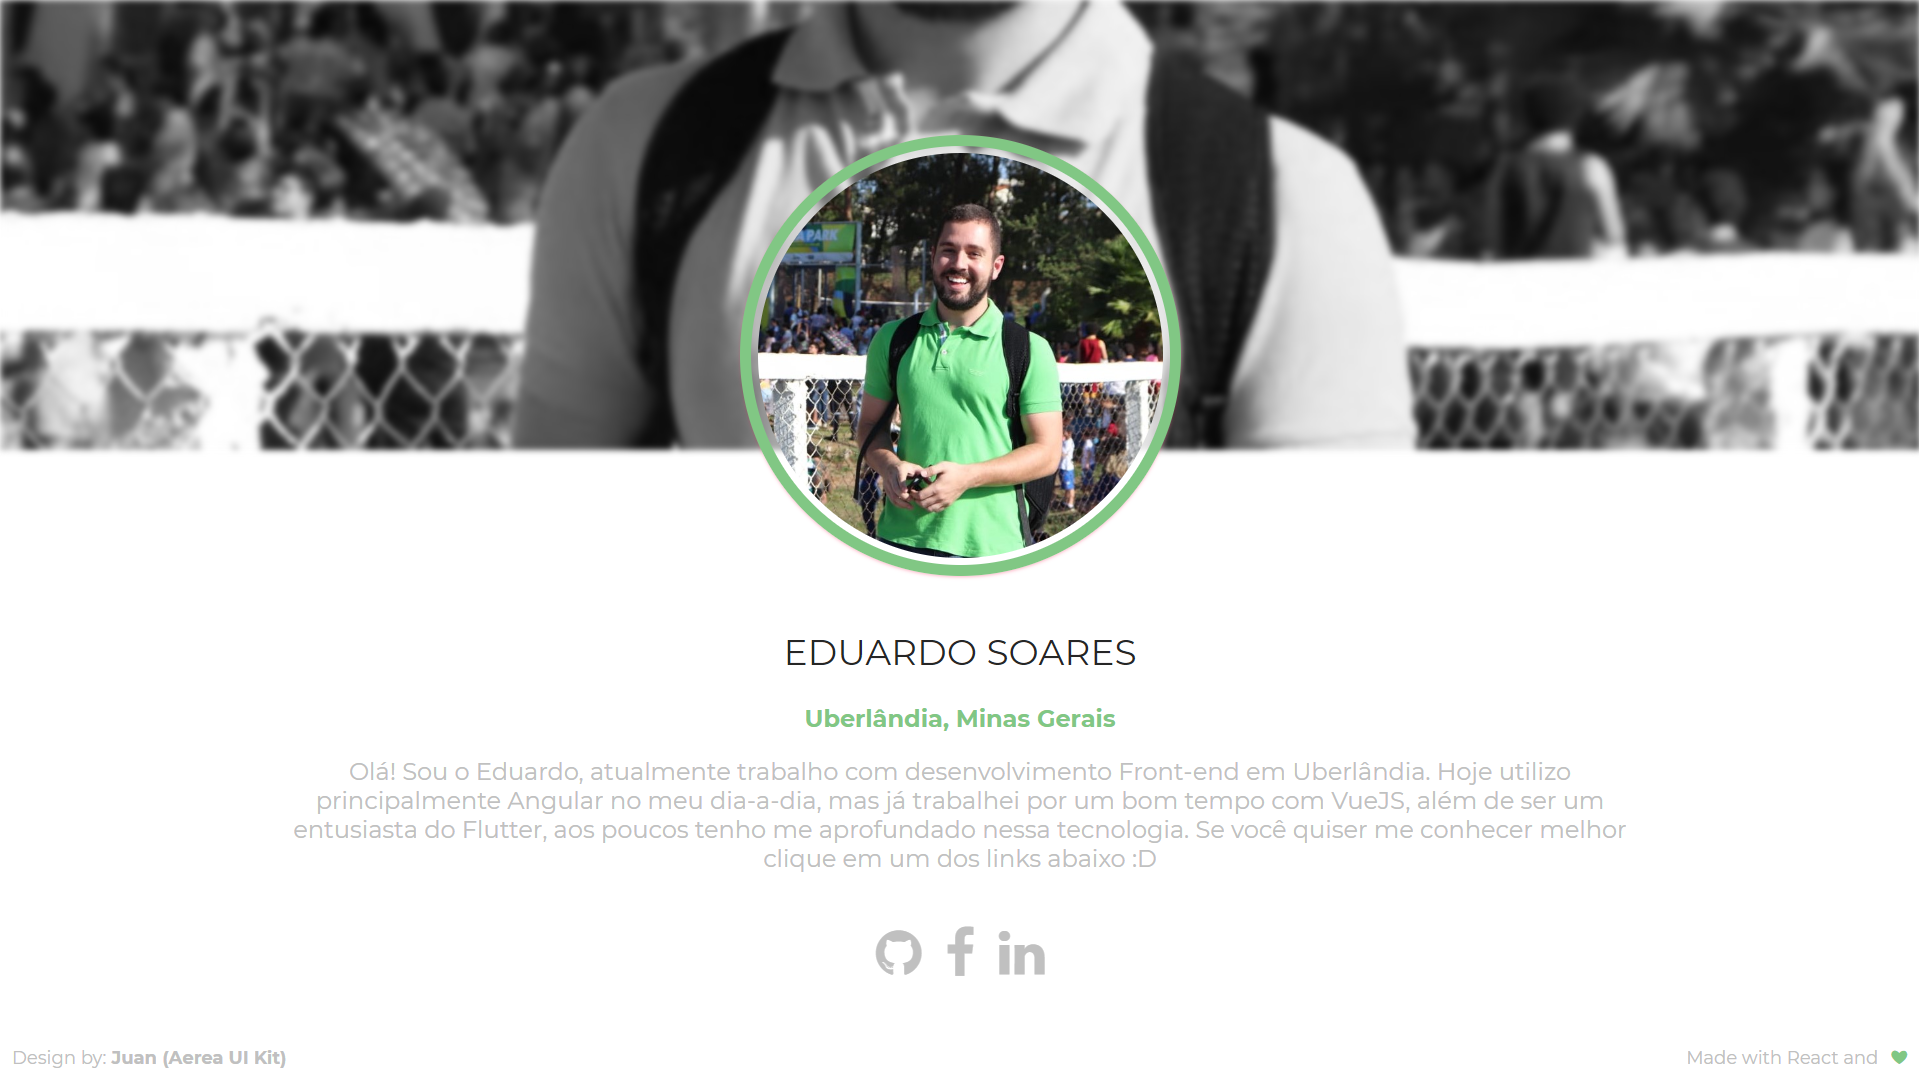 A PARK
EDUARDO SOARES
Uberlândia, Minas Gerais
Olá! Sou o Eduardo, atualmente trabalho com desenvolvimento Front-end em Uberlândia. Hoje utilizo
principalmente Angular no meu dia-a-dia, mas já trabalhei por um bom tempo com VueJS, além de ser um
entusiasta do Flutter, aos poucos tenho me aprofundado nessa tecnologia. Se você quiser me conhecer melhor
clique em um dos links abaixo :D
Design by: Juan (Aerea UI Kit)
Made with React and